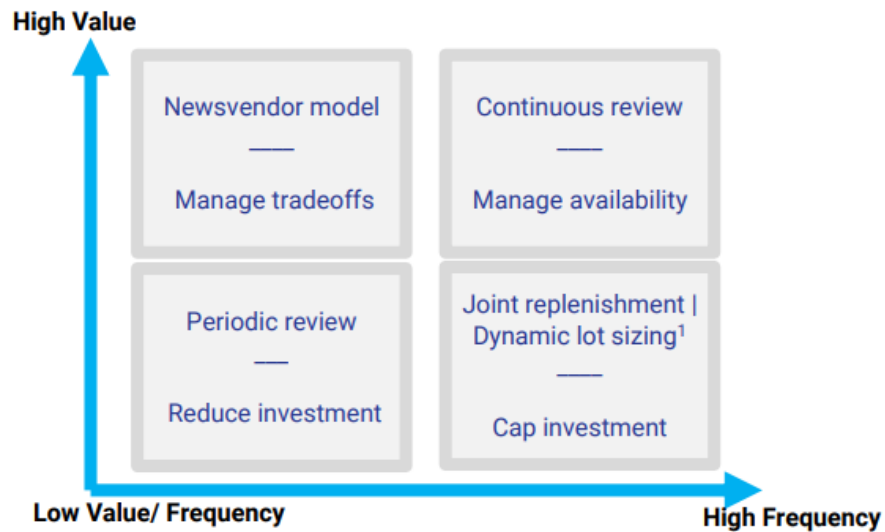 High Value
Newsvendor model
Manage tradeoffs
Continuous review
Manage availability
Periodic review
Reduce investment
Joint replenishment |
Dynamic lot sizing¹
Cap investment
Low Value/ Frequency
High Frequency